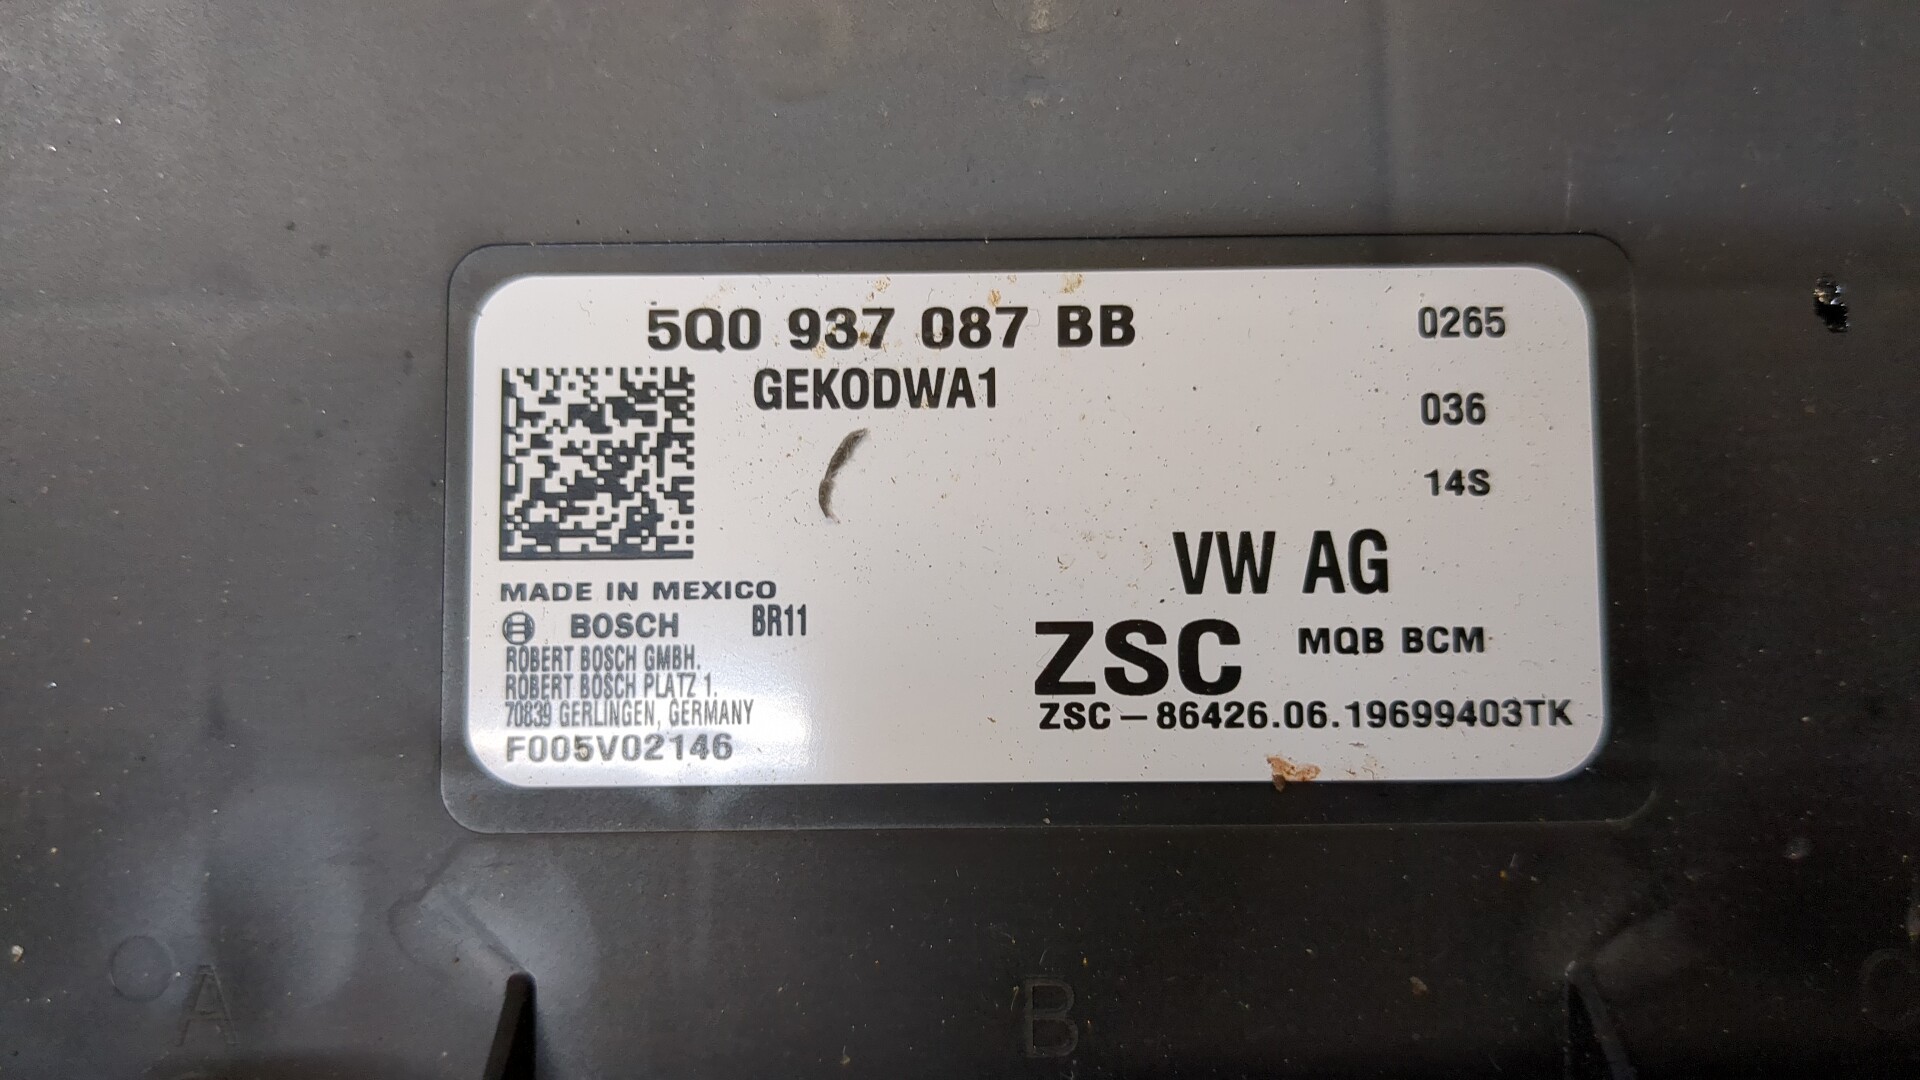 5Q0 937 087 BB
0265
GEKODWA1
036
14S
VW AG
MADE IN MEXICO
BOSCH BR11
ZSC MQB BCM
ROBERT BOSCH GMBH.
ROBERT BOSCH PLATZ 1.
70839 GERLINGEN, GERMANY
ZSC-86426.06.19699403TK
F005V02146
A
B